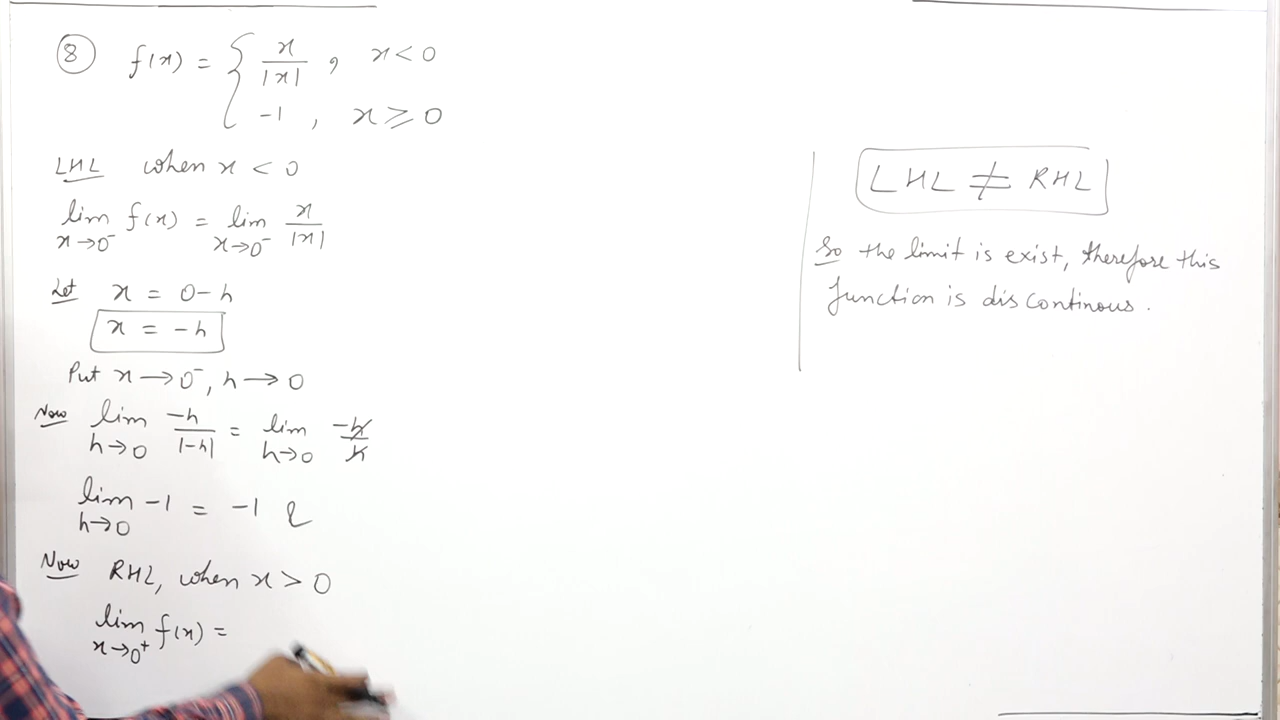 8 f(x) = { x/|x| , x < 0
-1 , x ≥ 0
LHL when x < 0
lim x→0⁻ f(x) = lim x→0⁻ x/|x|
Let x = 0-h
x = -h
Put x → 0⁻, h → 0
Now lim h→0 -h/|-h| = lim h→0 -h/h
lim h→0 -1 = -1
Now RHL, when x > 0
lim x→0⁺ f(x) =
LHL ≠ RHL
So the limit is exist, therefore this
function is discontinous.